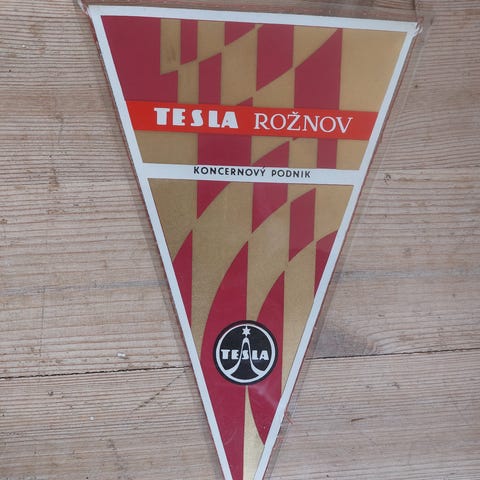 TESLA ROŽNOV
KONCERNOVÝ PODNIK
TESLA